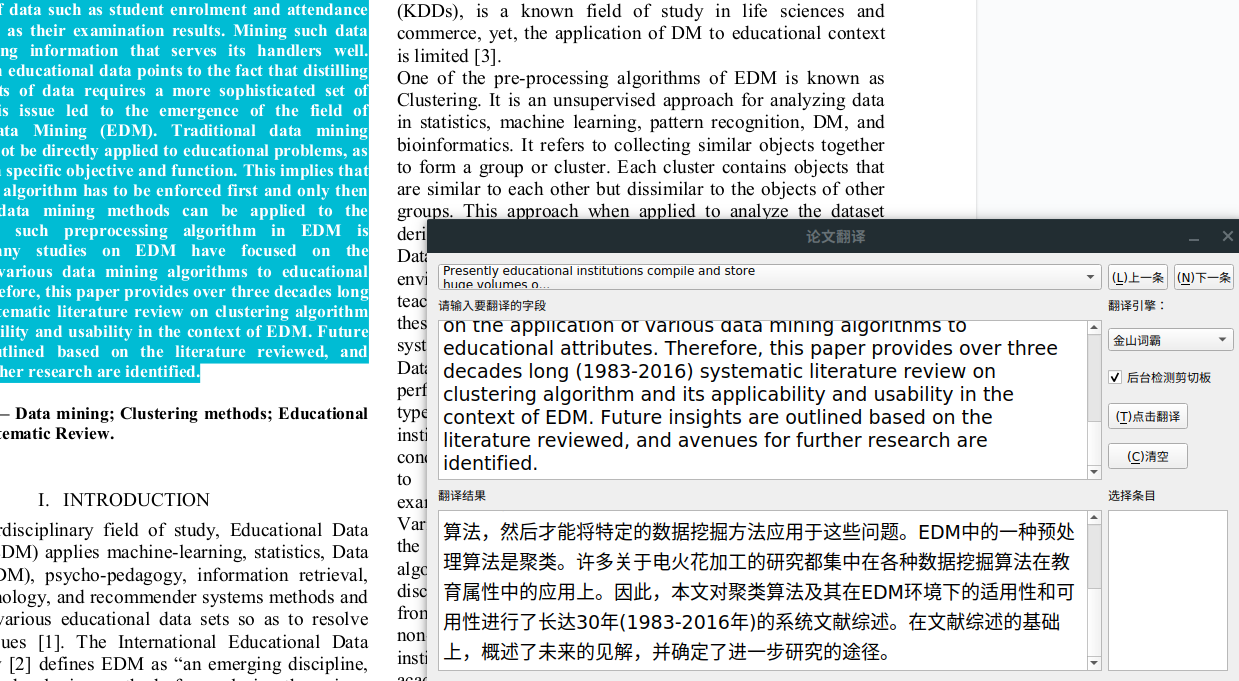 f data such as student enrolment and attendance
as their examination results. Mining such data
ng information that serves its handlers well.
educational data points to the fact that distilling
ts of data requires a more sophisticated set of
is issue led to the emergence of the field of
ata Mining (EDM). Traditional data mining
ot be directly applied to educational problems, as
specific objective and function. This implies that
algorithm has to be enforced first and only then
data mining methods can be applied to the
such preprocessing algorithm in EDM is
any studies on EDM have focused on the
various data mining algorithms to educational
efore, this paper provides over three decades long
tematic literature review on clustering algorithm
ility and usability in the context of EDM. Future
utlined based on the literature reviewed, and
her research are identified.
— Data mining; Clustering methods; Educational
tematic Review.
I. INTRODUCTION
rdisciplinary field of study, Educational Data
DM) applies machine-learning, statistics, Data
DM), psycho-pedagogy, information retrieval,
nology, and recommender systems methods and
various educational data sets so as to resolve
ues [1]. The International Educational Data
y [2] defines EDM as “an emerging discipline,
(KDDs), is a known field of study in life sciences and
commerce, yet, the application of DM to educational context
is limited [3].
One of the pre-processing algorithms of EDM is known as
Clustering. It is an unsupervised approach for analyzing data
in statistics, machine learning, pattern recognition, DM, and
bioinformatics. It refers to collecting similar objects together
to form a group or cluster. Each cluster contains objects that
are similar to each other but dissimilar to the objects of other
groups. This approach when applied to analyze the dataset
deri
Data
envi
teac
thes
syst
Data
perf
type
insti
conc
to
exar
Var
the
algo
disc
from
non
insti
论文翻译
Presently educational institutions compile and store
huge volumes o...
(L)上一条
(N)下一条
请输入要翻译的字段
翻译引擎：
on the application of various data mining algorithms to
educational attributes. Therefore, this paper provides over three
decades long (1983-2016) systematic literature review on
clustering algorithm and its applicability and usability in the
context of EDM. Future insights are outlined based on the
literature reviewed, and avenues for further research are
identified.
金山词霸
后台检测剪切板
(T)点击翻译
(C)清空
翻译结果
选择条目
算法，然后才能将特定的数据挖掘方法应用于这些问题。EDM中的一种预处
理算法是聚类。许多关于电火花加工的研究都集中在各种数据挖掘算法在教
育属性中的应用上。因此，本文对聚类算法及其在EDM环境下的适用性和可
用性进行了长达30年(1983-2016年)的系统文献综述。在文献综述的基础
上，概述了未来的见解，并确定了进一步研究的途径。